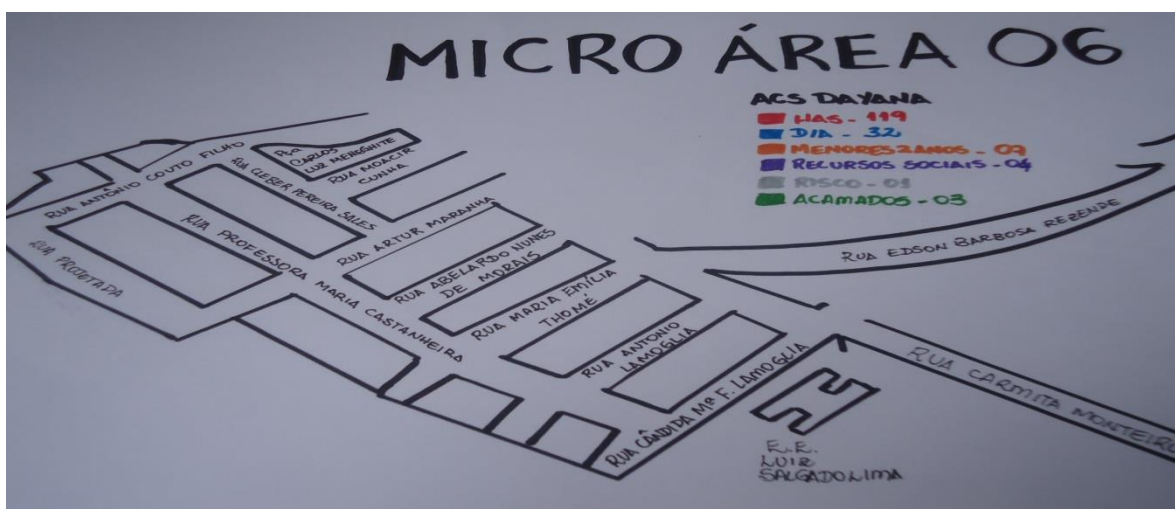 MICRO ÁREA 06
ACS DAYANA
HAS - 119
DIA - 32
MENORES 2 ANOS - 07
RECURSOS SOCIAIS - 04
RISCO - 01
ACAMADOS - 03
RUA ANTÔNIO COUTO FILHO
CARLOS
LUIZ MENOGHITE
RUA MOACIR
CUNHA
RUA CLEBER PEREIRA SALES
RUA ARTUR MARANHA
RUA PROJETADA
RUA PROFESSORA MARIA CASTANHEIRA
RUA ABELARDO NUNES
DE MORAIS
RUA MARIA EMÍLIA
THOMÉ
RUA ANTONIO
LAMOGLIA
RUA CÂNDIDA Mª F. LAMOGLIA
RUA EDSON BARBOSA REZENDE
RUA CARMITA MONTEIRO
E.E.
LUIZ
SALGADO LIMA